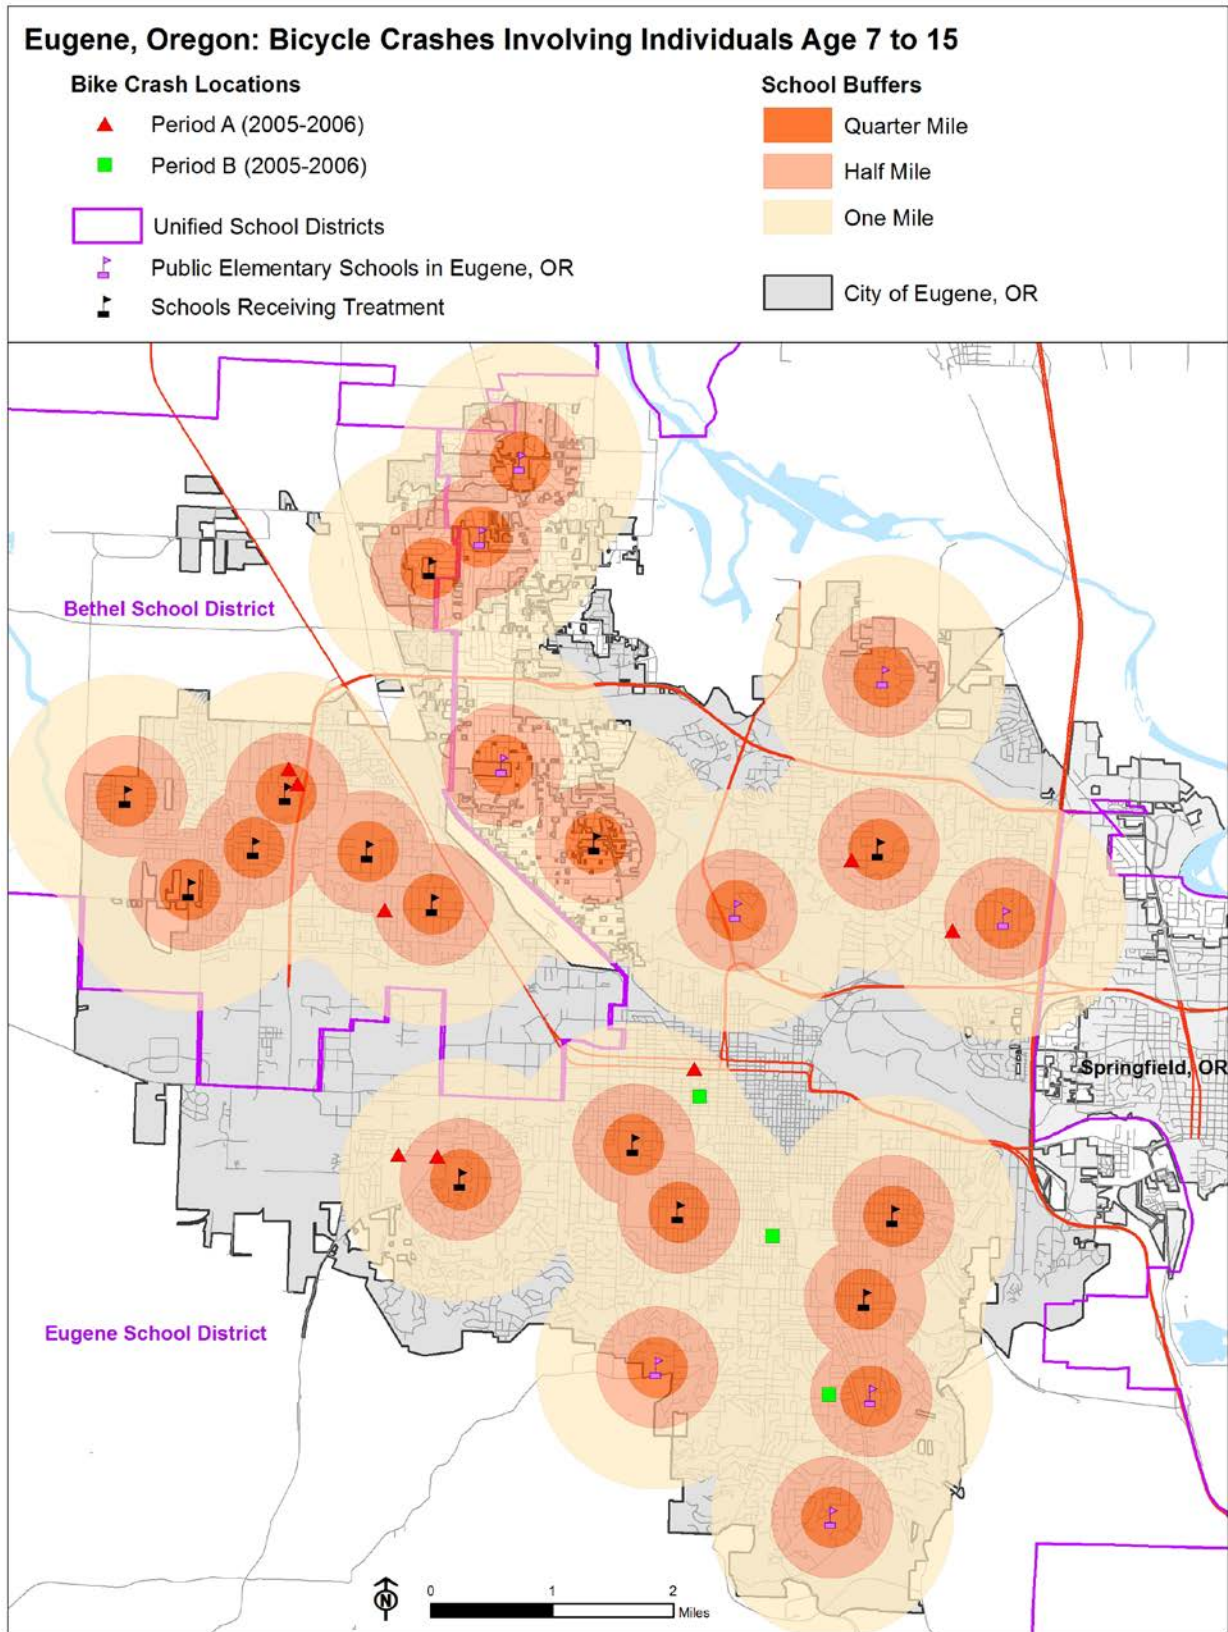 Eugene, Oregon: Bicycle Crashes Involving Individuals Age 7 to 15
Bike Crash Locations
Period A (2005-2006)
Period B (2005-2006)
Unified School Districts
Public Elementary Schools in Eugene, OR
Schools Receiving Treatment
School Buffers
Quarter Mile
Half Mile
One Mile
City of Eugene, OR
Bethel School District
Springfield, OR
Eugene School District
N
0 1 2
Miles